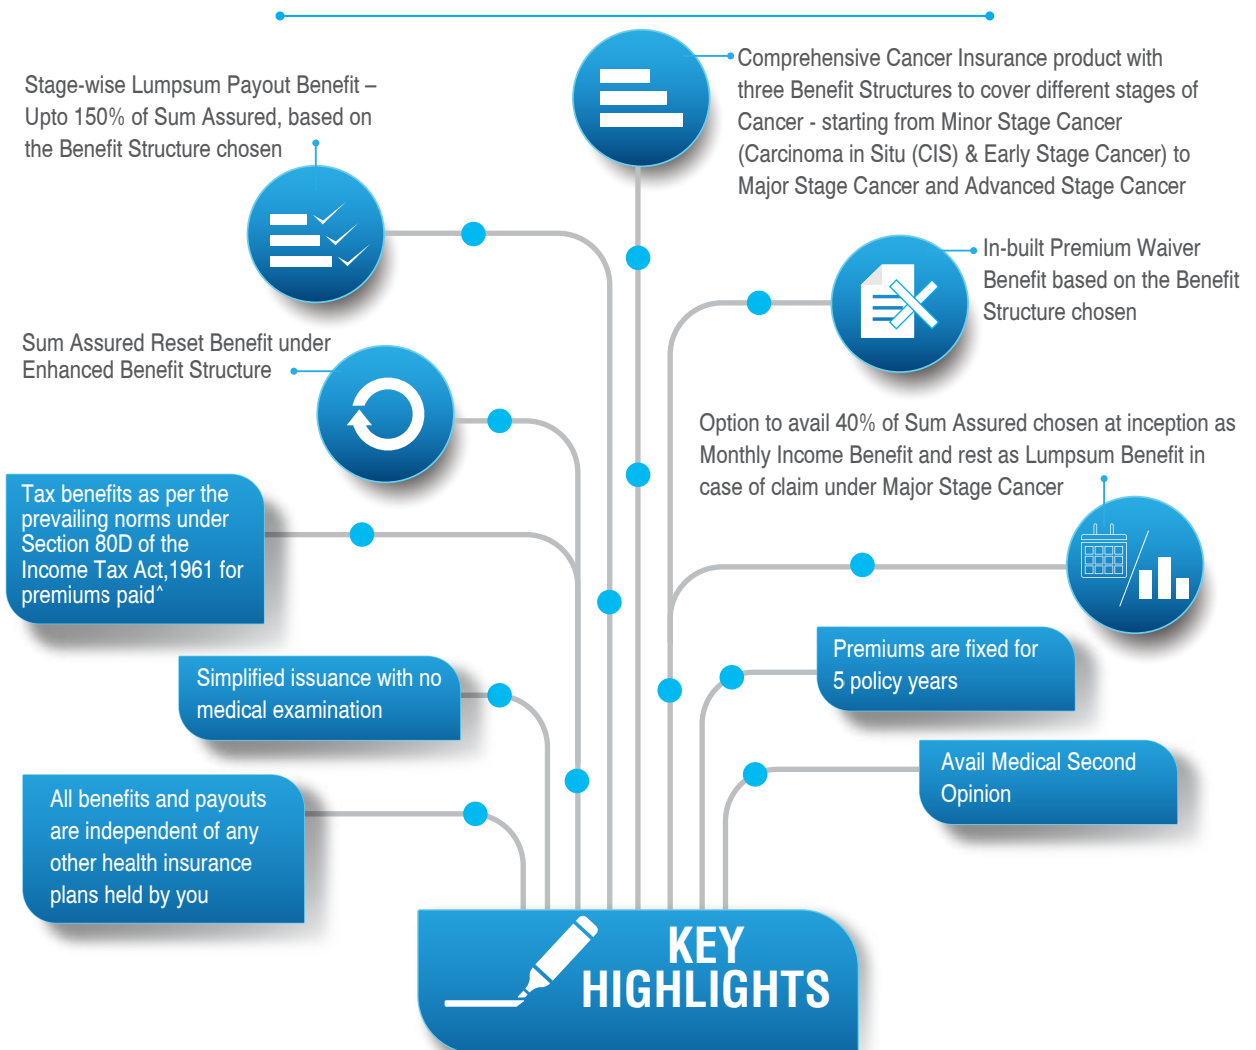 Stage-wise Lumpsum Payout Benefit –
Upto 150% of Sum Assured, based on
the Benefit Structure chosen
Comprehensive Cancer Insurance product with
three Benefit Structures to cover different stages of
Cancer - starting from Minor Stage Cancer
(Carcinoma in Situ (CIS) & Early Stage Cancer) to
Major Stage Cancer and Advanced Stage Cancer
In-built Premium Waiver
Benefit based on the Benefit
Structure chosen
Sum Assured Reset Benefit under
Enhanced Benefit Structure
Option to avail 40% of Sum Assured chosen at inception as
Monthly Income Benefit and rest as Lumpsum Benefit in
case of claim under Major Stage Cancer
Tax benefits as per the
prevailing norms under
Section 80D of the
Income Tax Act,1961 for
premiums paid^
Premiums are fixed for
5 policy years
Simplified issuance with no
medical examination
Avail Medical Second
Opinion
All benefits and payouts
are independent of any
other health insurance
plans held by you
KEY
HIGHLIGHTS